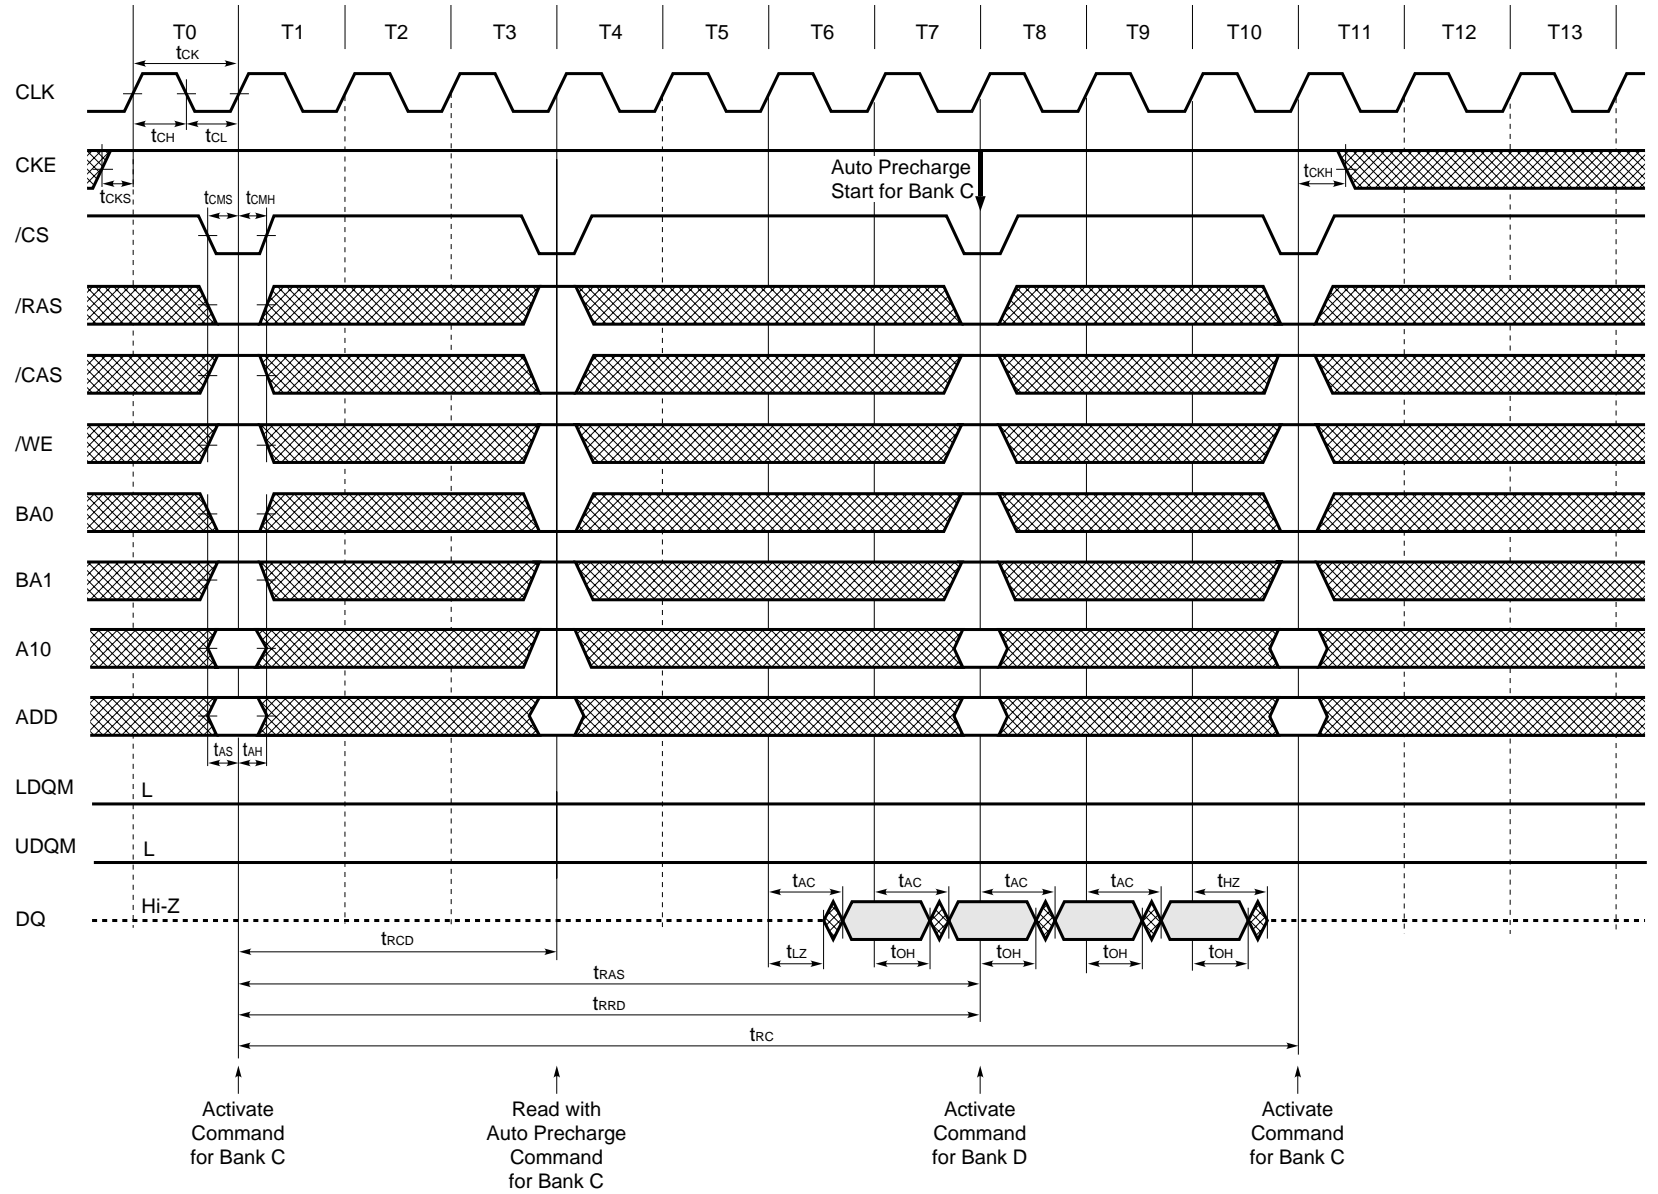 T0 T1 T2 T3 T4 T5 T6 T7 T8 T9 T10 T11 T12 T13
tCK
CLK
tCH tCL
CKE
Auto Precharge
Start for Bank C
tCKH
tCKS
tCMS tCMH
/CS
/RAS
/CAS
/WE
BA0
BA1
A10
ADD
tAS tAH
LDQM L
UDQM L
tAC tAC tAC tAC tHZ
DQ Hi-Z
tRCD
tLZ tOH tOH tOH tOH
tRAS
tRRD
tRC
Activate
Command
for Bank C
Read with
Auto Precharge
Command
for Bank C
Activate
Command
for Bank D
Activate
Command
for Bank C